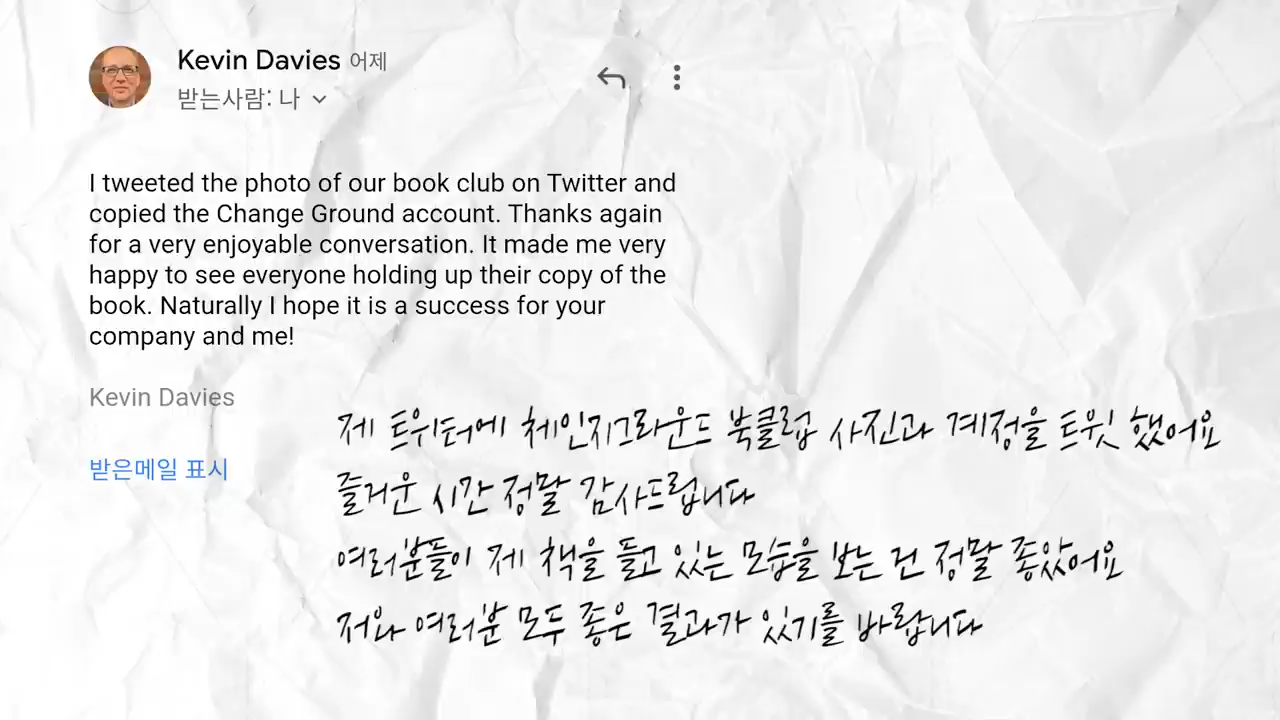 Kevin Davies 어제
받는사람: 나
I tweeted the photo of our book club on Twitter and
copied the Change Ground account. Thanks again
for a very enjoyable conversation. It made me very
happy to see everyone holding up their copy of the
book. Naturally I hope it is a success for your
company and me!
Kevin Davies
받은메일 표시
제 트위터에 체인지그라운드 북클럽 사진과 계정을 트윗 했어요
즐거운 시간 정말 감사드립니다
여러분들이 제 책을 들고 있는 모습을 보는 건 정말 좋았어요
저와 여러분 모두 좋은 결과가 있기를 바랍니다